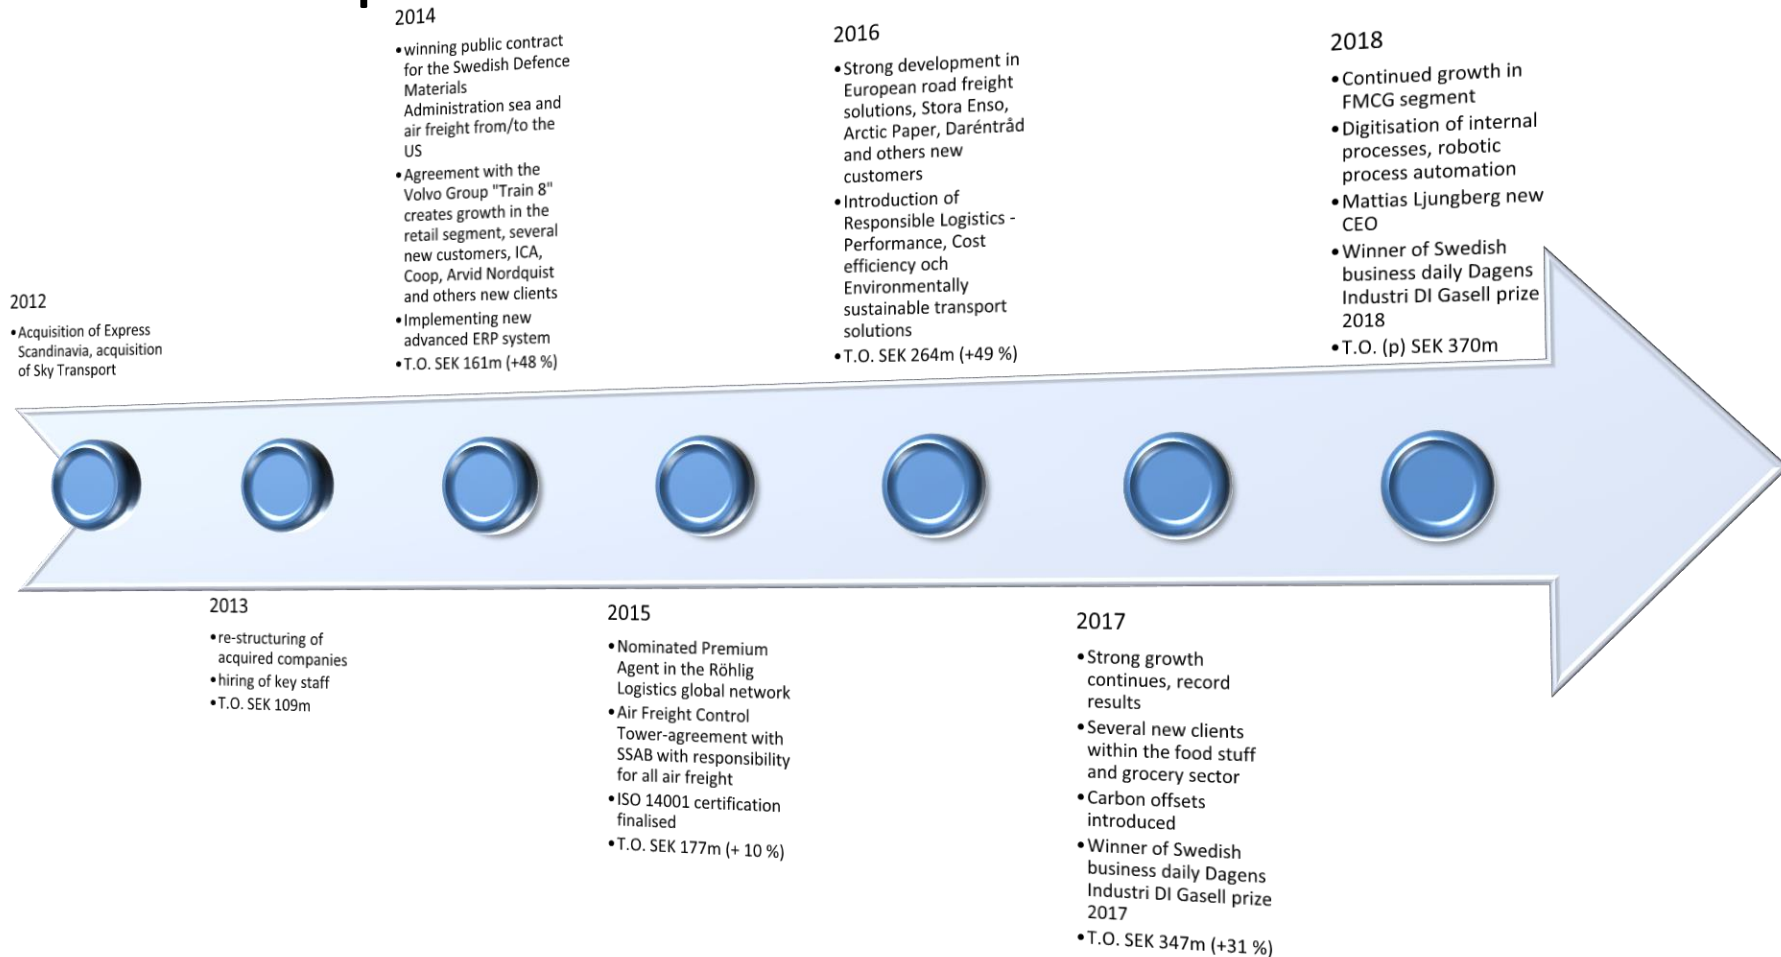 2012
•Acquisition of Express
Scandinavia, acquisition
of Sky Transport
2013
•re-structuring of
acquired companies
•hiring of key staff
•T.O. SEK 109m
2014
•winning public contract
for the Swedish Defence
Materials
Administration sea and
air freight from/to the
US
•Agreement with the
Volvo Group "Train 8"
creates growth in the
retail segment, several
new customers, ICA,
Coop, Arvid Nordquist
and others new clients
•Implementing new
advanced ERP system
•T.O. SEK 161m (+48 %)
2015
•Nominated Premium
Agent in the Röhlig
Logistics global network
•Air Freight Control
Tower-agreement with
SSAB with responsibility
for all air freight
•ISO 14001 certification
finalised
•T.O. SEK 177m (+ 10 %)
2016
•Strong development in
European road freight
solutions, Stora Enso,
Arctic Paper, Daréntråd
and others new
customers
•Introduction of
Responsible Logistics -
Performance, Cost
efficiency och
Environmentally
sustainable transport
solutions
•T.O. SEK 264m (+49 %)
2017
•Strong growth
continues, record
results
•Several new clients
within the food stuff
and grocery sector
•Carbon offsets
introduced
•Winner of Swedish
business daily Dagens
Industri DI Gasell prize
2017
•T.O. SEK 347m (+31 %)
2018
•Continued growth in
FMCG segment
•Digitisation of internal
processes, robotic
process automation
•Mattias Ljungberg new
CEO
•Winner of Swedish
business daily Dagens
Industri DI Gasell prize
2018
•T.O. (p) SEK 370m